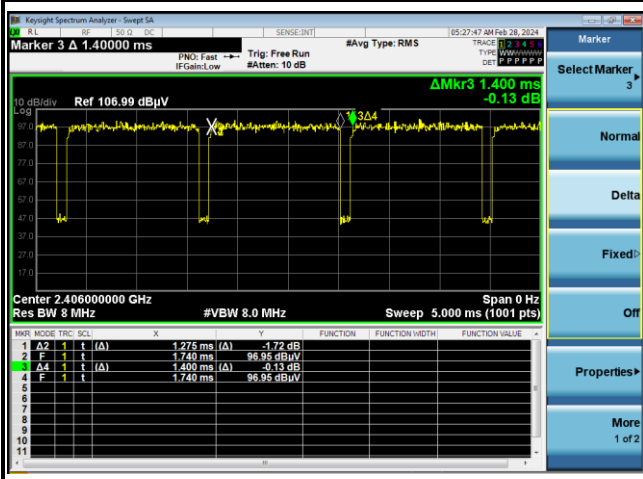 Keysight Spectrum Analyzer - Swept SA
RL RF 50 Ω DC SENSE:INT 05:27:47 AM Feb 28, 2024
Marker 3 Δ 1.40000 ms
PNO: Fast
IFGain:Low
Trig: Free Run
#Atten: 10 dB
#Avg Type: RMS
TRACE 1 2 3 4 5 6
TYPE WWWWWW
DET P P P P P P
ΔMkr3 1.400 ms
-0.13 dB
10 dB/div Ref 106.99 dBµV
Log
97.0
87.0
77.0
67.0
57.0
47.0
37.0
27.0
17.0
3Δ4
Center 2.406000000 GHz Span 0 Hz
Res BW 8 MHz #VBW 8.0 MHz Sweep 5.000 ms (1001 pts)
MKR MODE TRC SCL X Y FUNCTION FUNCTION WIDTH FUNCTION VALUE
1 Δ2 1 t (Δ) 1.275 ms (Δ) -1.72 dB
2 F 1 t 1.740 ms 96.95 dBµV
3 Δ4 1 t (Δ) 1.400 ms (Δ) -0.13 dB
4 F 1 t 1.740 ms 96.95 dBµV
5
6
7
8
9
10
11
Marker
Select Marker
3
Normal
Delta
Fixed
Off
Properties
More
1 of 2